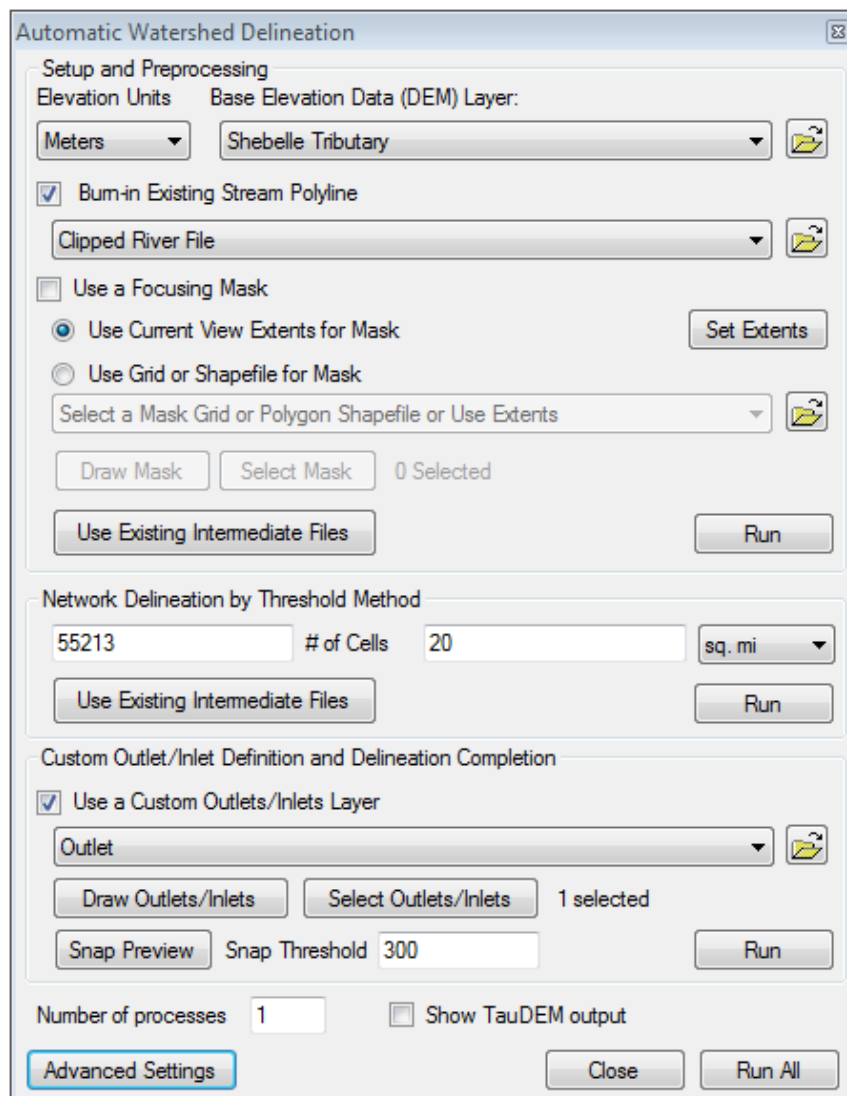 Automatic Watershed Delineation
Setup and Preprocessing
Elevation Units Base Elevation Data (DEM) Layer:
Meters Shebelle Tributary
Burn-in Existing Stream Polyline
Clipped River File
Use a Focusing Mask
Use Current View Extents for Mask Set Extents
Use Grid or Shapefile for Mask
Select a Mask Grid or Polygon Shapefile or Use Extents
Draw Mask Select Mask 0 Selected
Use Existing Intermediate Files Run
Network Delineation by Threshold Method
55213 # of Cells 20 sq. mi
Use Existing Intermediate Files Run
Custom Outlet/Inlet Definition and Delineation Completion
Use a Custom Outlets/Inlets Layer
Outlet
Draw Outlets/Inlets Select Outlets/Inlets 1 selected
Snap Preview Snap Threshold 300 Run
Number of processes 1 Show TauDEM output
Advanced Settings Close Run All